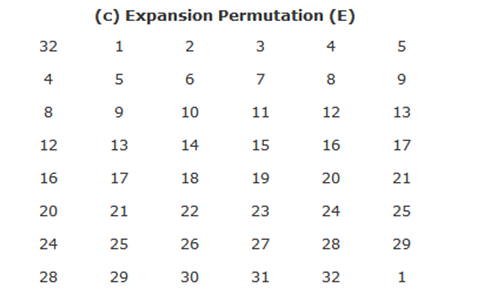 (c) Expansion Permutation (E)
32 1 2 3 4 5
4 5 6 7 8 9
8 9 10 11 12 13
12 13 14 15 16 17
16 17 18 19 20 21
20 21 22 23 24 25
24 25 26 27 28 29
28 29 30 31 32 1